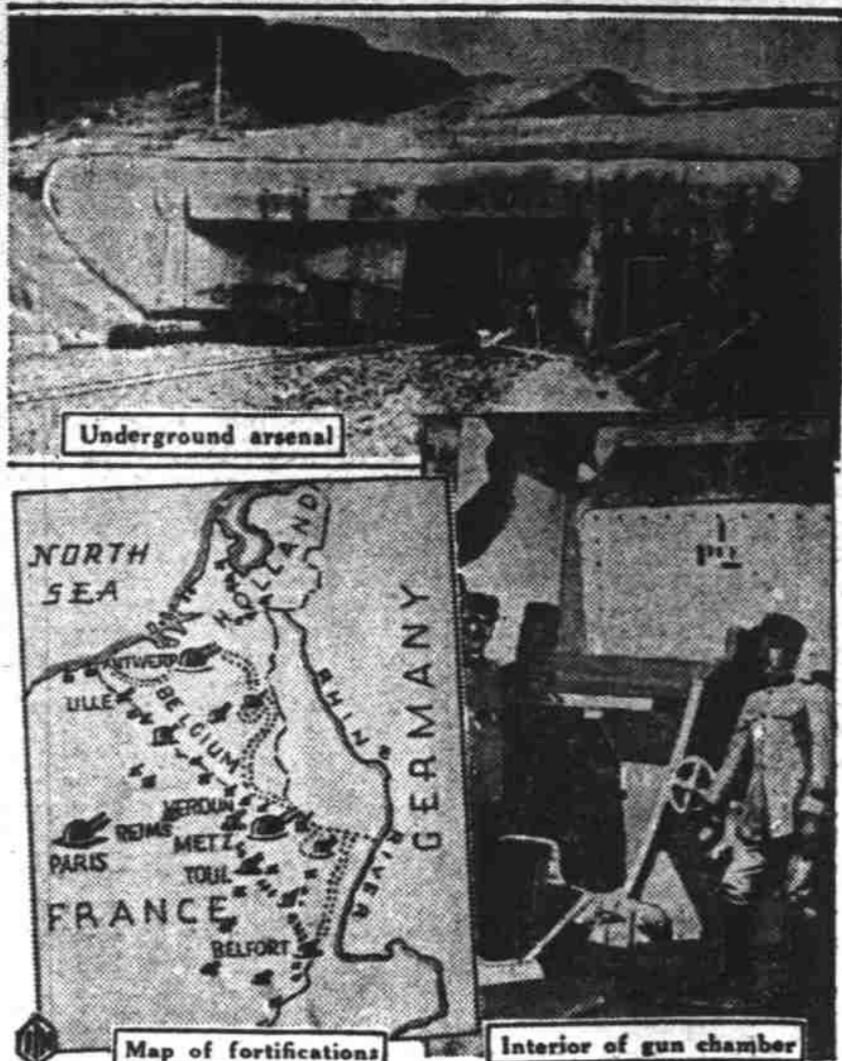 Underground arsenal
NORTH
SEA
HOLLAND
ANTWERP
LILLE
BELGIUM
RHINE
RIVER
GERMANY
VERDUN
REIMS
METZ
PARIS
TOUL
FRANCE
BELFORT
Map of fortifications
Interior of gun chamber